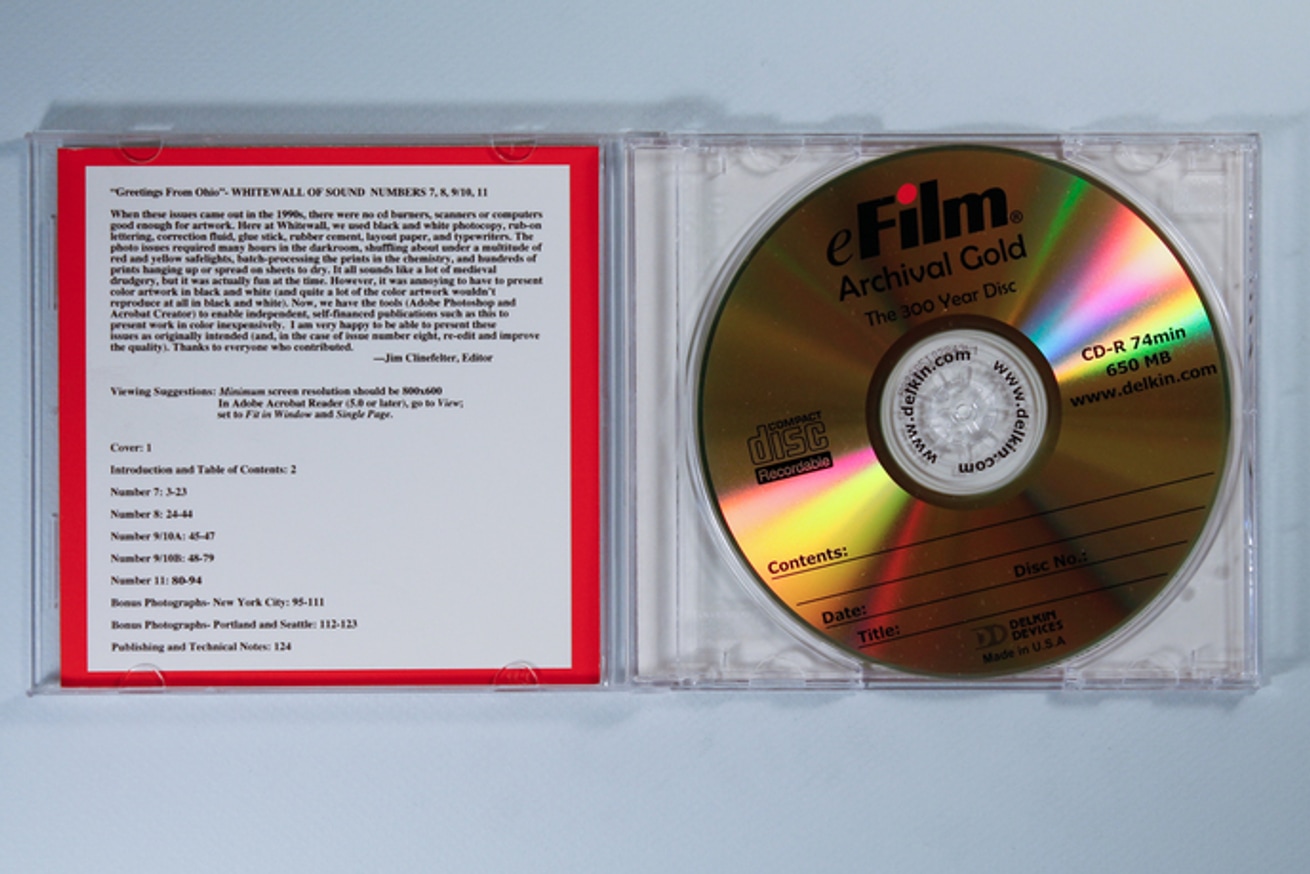 "Greetings From Ohio"- WHITEWALL OF SOUND NUMBERS 7, 8, 9/10, 11
When these issues came out in the 1990s, there were no cd burners, scanners or computers
good enough for artwork. Here at Whitewall, we used black and white photocopy, rub-on
lettering, correction fluid, glue stick, rubber cement, layout paper, and typewriters. The
photo issues required many hours in the darkroom, shuffling about under a multitude of
red and yellow safelights, batch-processing the prints in the chemistry, and hundreds of
prints hanging up or spread on sheets to dry. It all sounds like a lot of medieval
drudgery, but it was actually fun at the time. However, it was annoying to have to present
color artwork in black and white (and quite a lot of the color artwork wouldn't
reproduce at all in black and white). Now, we have the tools (Adobe Photoshop and
Acrobat Creator) to enable independent, self-financed publications such as this to
present work in color inexpensively. I am very happy to be able to present these
issues as originally intended (and, in the case of issue number eight, re-edit and improve
the quality). Thanks to everyone who contributed.
—Jim Clinefelter, Editor
Viewing Suggestions: Minimum screen resolution should be 800x600
In Adobe Acrobat Reader (5.0 or later), go to View;
set to Fit in Window and Single Page.
Cover: 1
Introduction and Table of Contents: 2
Number 7: 3-23
Number 8: 24-44
Number 9/10A: 45-47
Number 9/10B: 48-79
Number 11: 80-94
Bonus Photographs- New York City: 95-111
Bonus Photographs- Portland and Seattle: 112-123
Publishing and Technical Notes: 124
eFilm®
Archival Gold
The 300 Year Disc
CD-R 74min
650 MB
www.delkin.com
www.delkin.com
www.delkin.com
www.delkin.com
COMPACT
disc
Recordable
Contents:
Disc No.:
Date:
Title:
DELKIN
DEVICES
Made in U.S.A